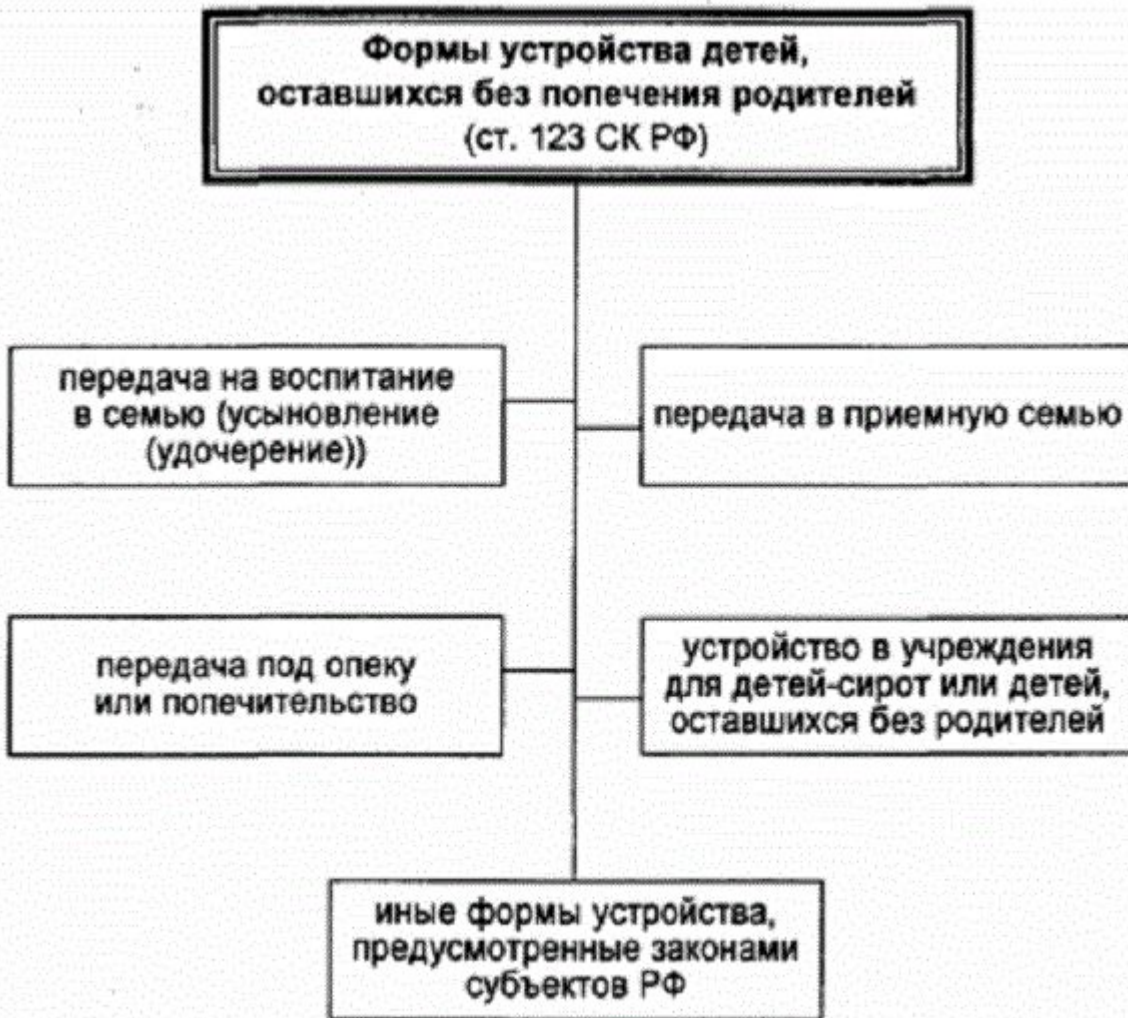 Формы устройства детей,
оставшихся без попечения родителей
(ст. 123 СК РФ)
передача на воспитание
в семью (усыновление
(удочерение))
передача в приемную семью
передача под опеку
или попечительство
устройство в учреждения
для детей-сирот или детей,
оставшихся без родителей
иные формы устройства,
предусмотренные законами
субъектов РФ